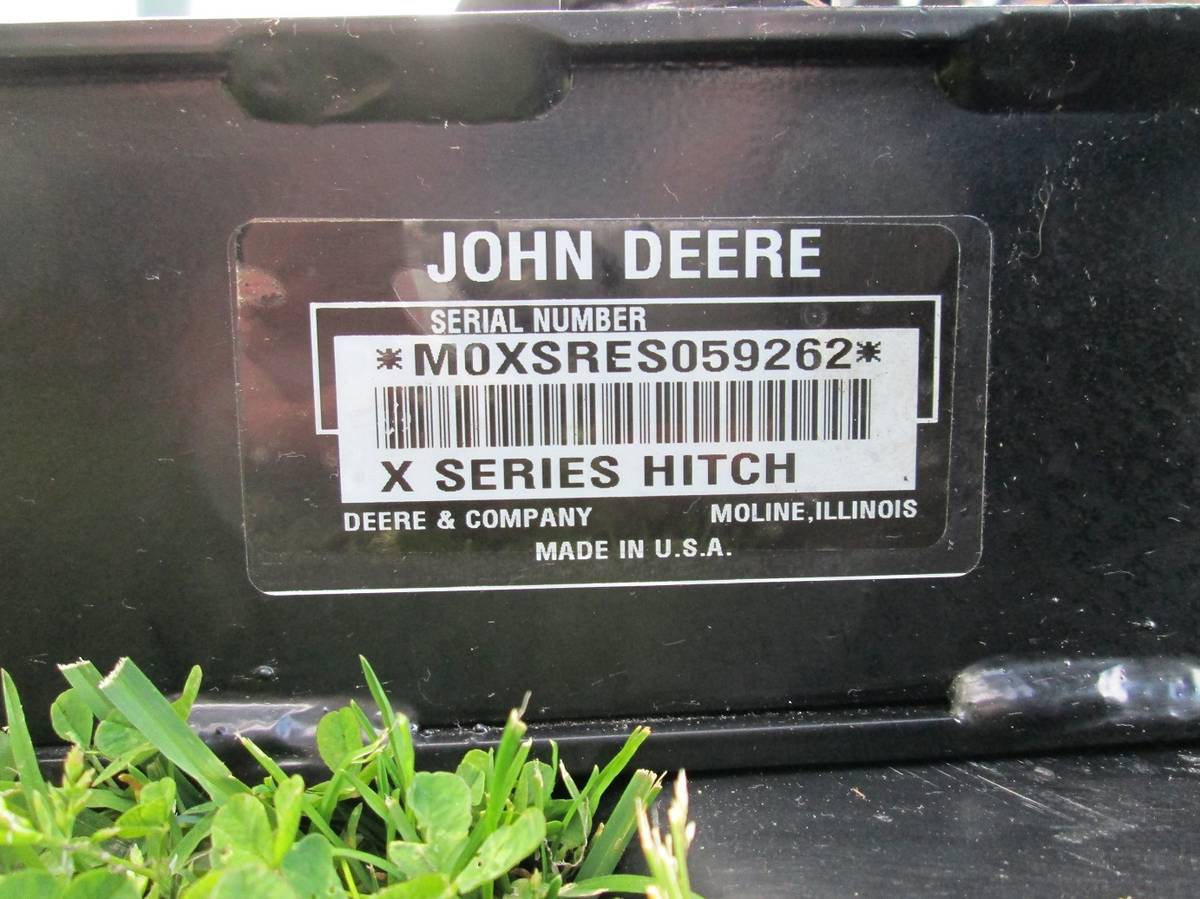 JOHN DEERE
SERIAL NUMBER
*M0XSRES059262*
X SERIES HITCH
DEERE & COMPANY MOLINE,ILLINOIS
MADE IN U.S.A.